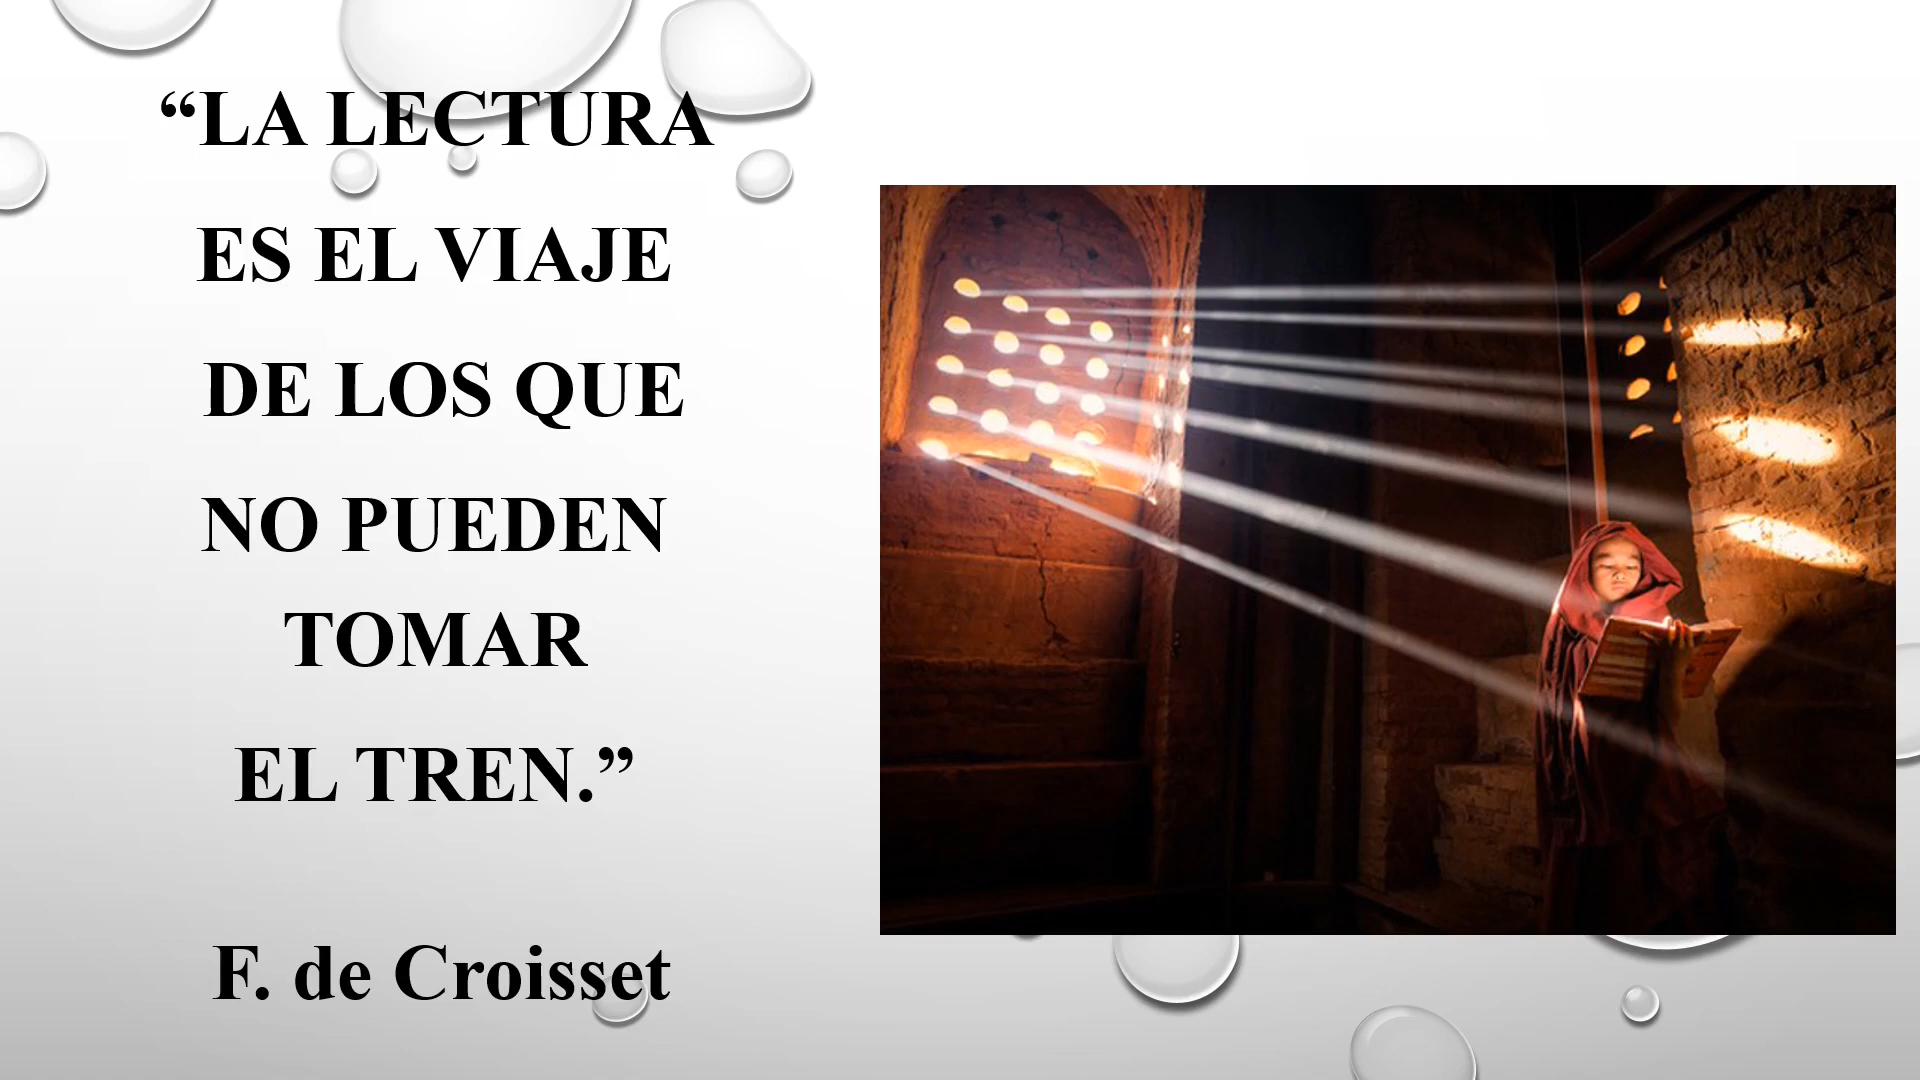 “LA LECTURA
ES EL VIAJE
DE LOS QUE
NO PUEDEN
TOMAR
EL TREN.”
F. de Croisset